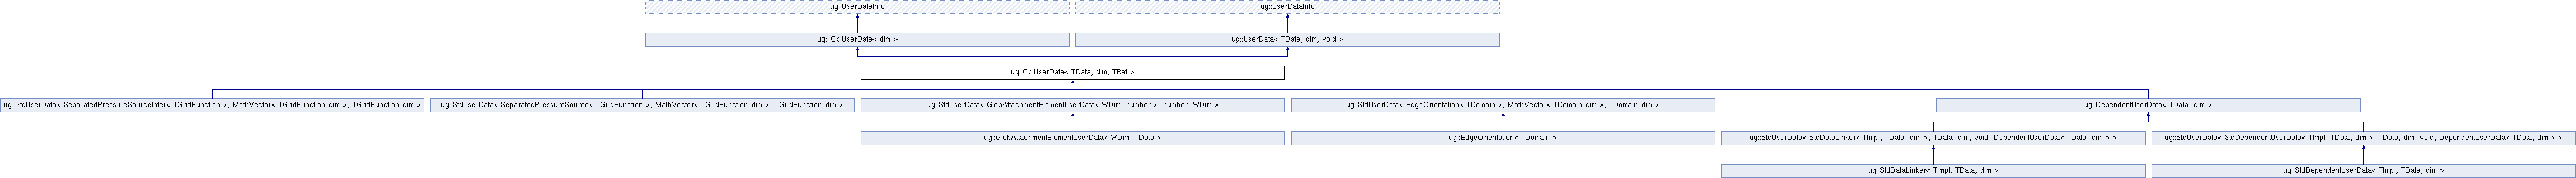 ug::UserDataInfo
ug::UserDataInfo
ug::ICplUserData< dim >
ug::UserData< TData, dim, void >
ug::CplUserData< TData, dim, TRet >
ug::StdUserData< SeparatedPressureSourceInter< TGridFunction >, MathVector< TGridFunction::dim >, TGridFunction::dim >
ug::StdUserData< SeparatedPressureSource< TGridFunction >, MathVector< TGridFunction::dim >, TGridFunction::dim >
ug::StdUserData< GlobAttachmentElementUserData< WDim, number >, number, WDim >
ug::StdUserData< EdgeOrientation< TDomain >, MathVector< TDomain::dim >, TDomain::dim >
ug::DependentUserData< TData, dim >
ug::GlobAttachmentElementUserData< WDim, TData >
ug::EdgeOrientation< TDomain >
ug::StdUserData< StdDataLinker< TImpl, TData, dim >, TData, dim, void, DependentUserData< TData, dim > >
ug::StdUserData< StdDependentUserData< TImpl, TData, dim >, TData, dim, void, DependentUserData< TData, dim > >
ug::StdDataLinker< TImpl, TData, dim >
ug::StdDependentUserData< TImpl, TData, dim >